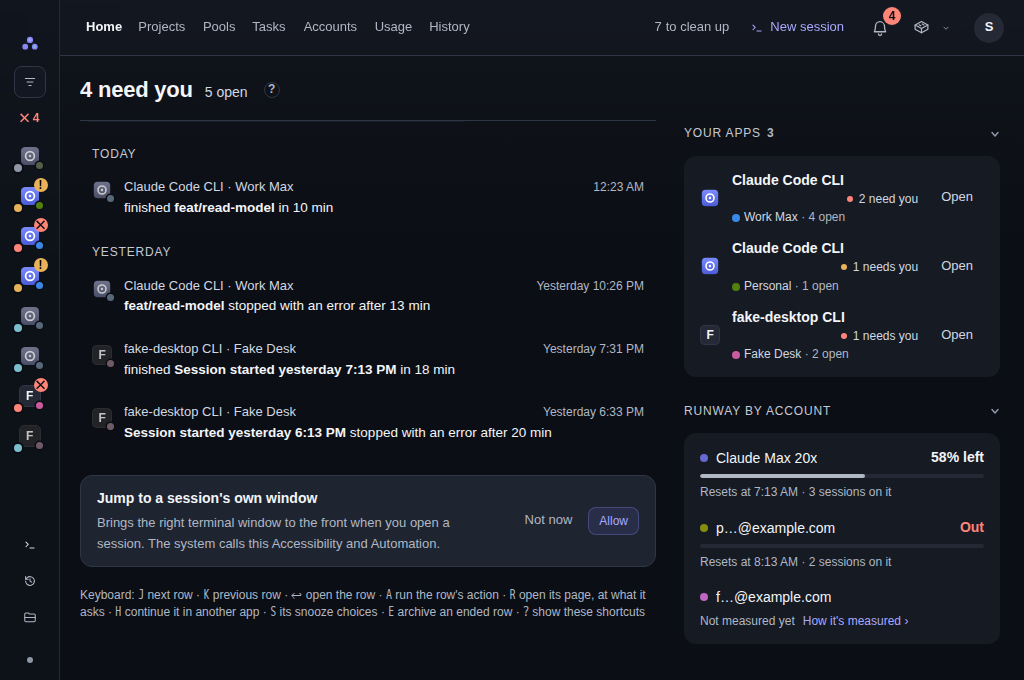 Home Projects Pools Tasks Accounts Usage History 7 to clean up New session 4 S
4 need you 5 open ?
4
TODAY
Claude Code CLI · Work Max 12:23 AM
finished feat/read-model in 10 min
YESTERDAY
Claude Code CLI · Work Max Yesterday 10:26 PM
feat/read-model stopped with an error after 13 min
F
fake-desktop CLI · Fake Desk Yesterday 7:31 PM
finished Session started yesterday 7:13 PM in 18 min
F
fake-desktop CLI · Fake Desk Yesterday 6:33 PM
Session started yesterday 6:13 PM stopped with an error after 20 min
Jump to a session's own window
Brings the right terminal window to the front when you open a
session. The system calls this Accessibility and Automation.
Not now Allow
Keyboard: J next row · K previous row · ↩ open the row · A run the row's action · R open its page, at what it
asks · H continue it in another app · S its snooze choices · E archive an ended row · ? show these shortcuts
YOUR APPS 3
Claude Code CLI
2 need you Open
Work Max · 4 open
Claude Code CLI
1 needs you Open
Personal · 1 open
F
fake-desktop CLI
1 needs you Open
Fake Desk · 2 open
RUNWAY BY ACCOUNT
Claude Max 20x 58% left
Resets at 7:13 AM · 3 sessions on it
p…@example.com Out
Resets at 8:13 AM · 2 sessions on it
f…@example.com
Not measured yet How it's measured ›
!
!
F
F